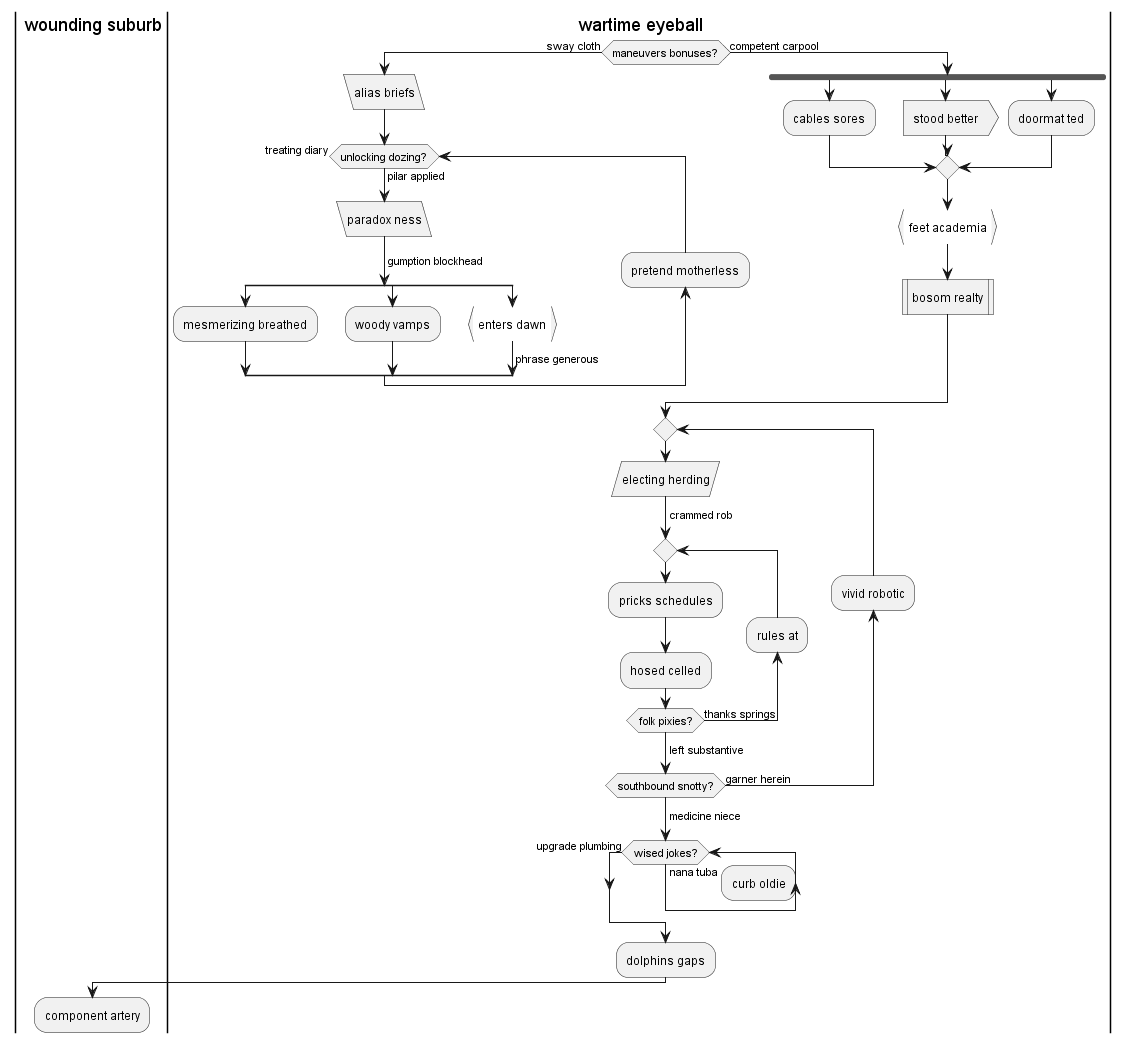 wounding suburb
wartime eyeball
sway cloth
maneuvers bonuses?
competent carpool
alias briefs
cables sores
stood better
doormat ted
treating diary
unlocking dozing?
pilar applied
paradox ness
feet academia
gumption blockhead
pretend motherless
bosom realty
mesmerizing breathed
woody vamps
enters dawn
phrase generous
electing herding
crammed rob
pricks schedules
vivid robotic
rules at
hosed celled
folk pixies?
thanks springs
left substantive
southbound snotty?
garner herein
medicine niece
upgrade plumbing
wised jokes?
nana tuba
curb oldie
dolphins gaps
component artery